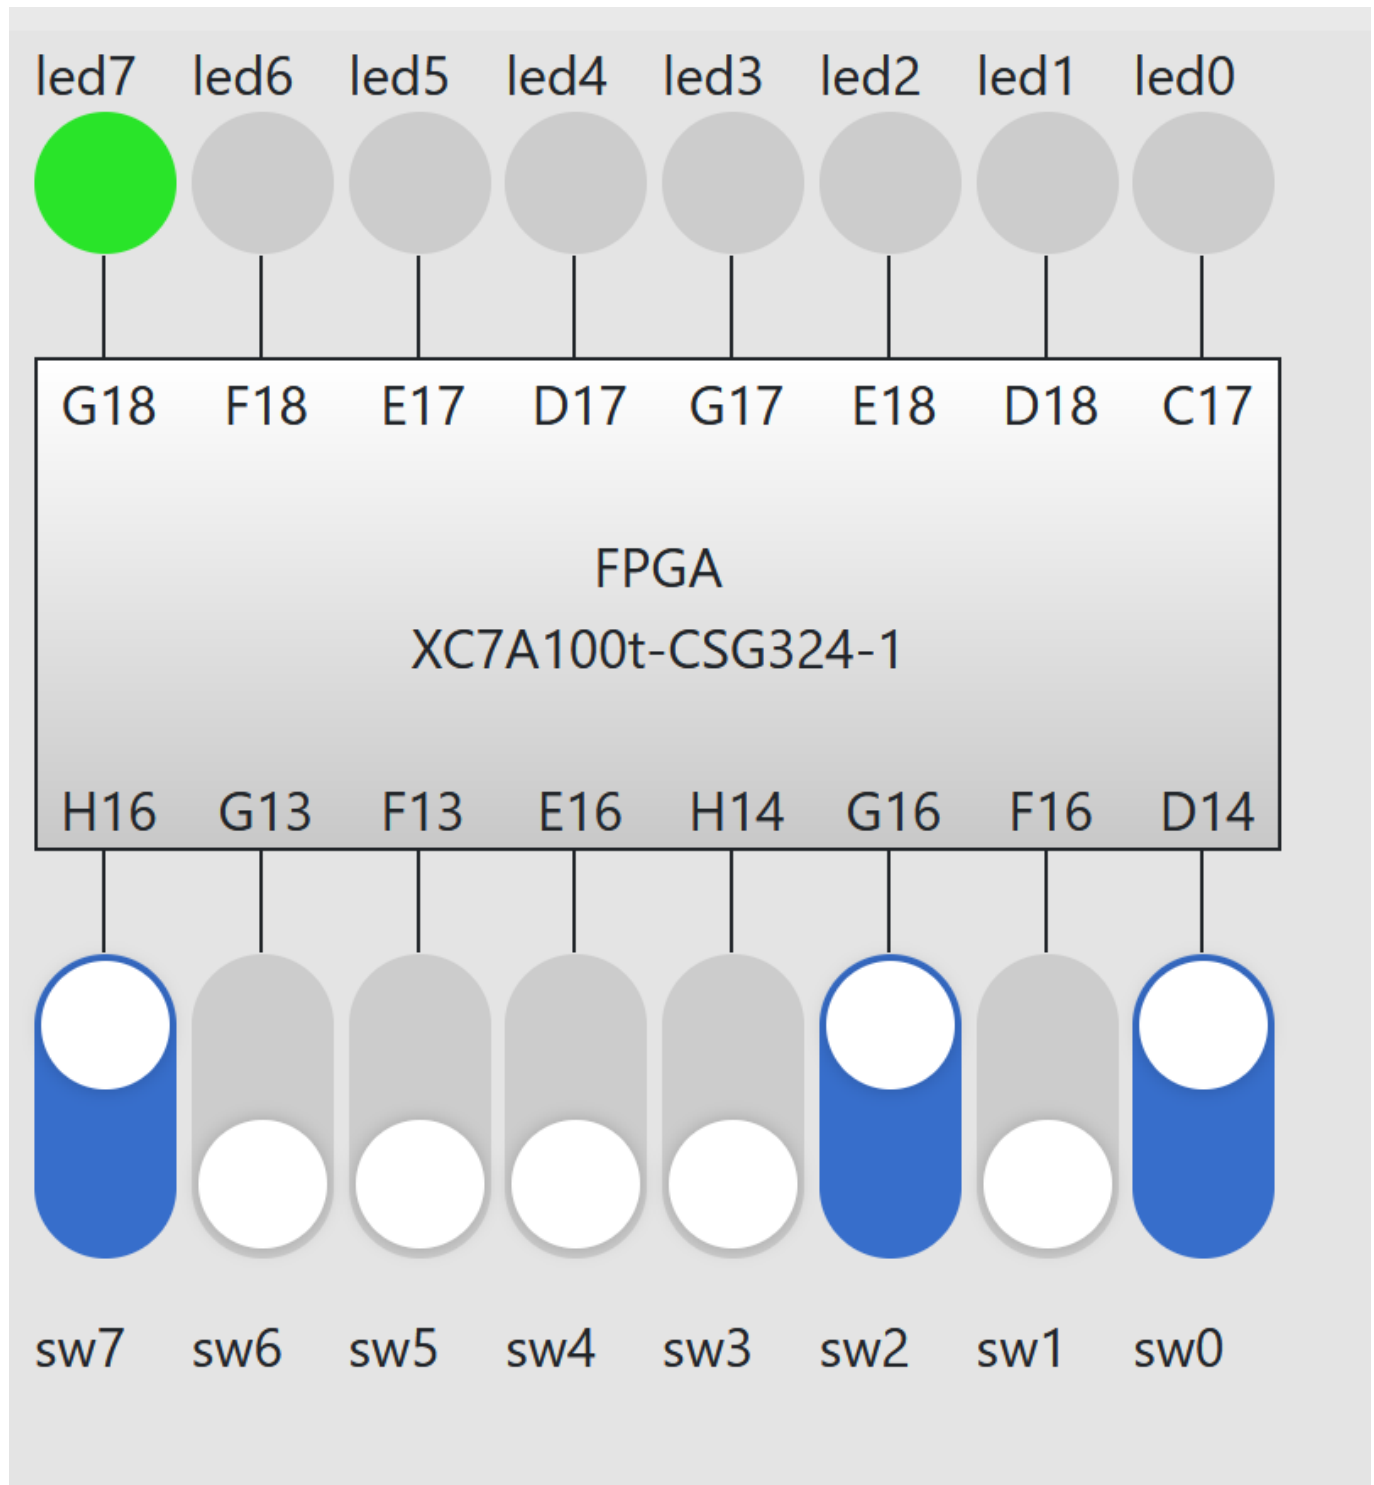 led7 led6 led5 led4 led3 led2 led1 led0
G18 F18 E17 D17 G17 E18 D18 C17
FPGA
XC7A100t-CSG324-1
H16 G13 F13 E16 H14 G16 F16 D14
sw7 sw6 sw5 sw4 sw3 sw2 sw1 sw0